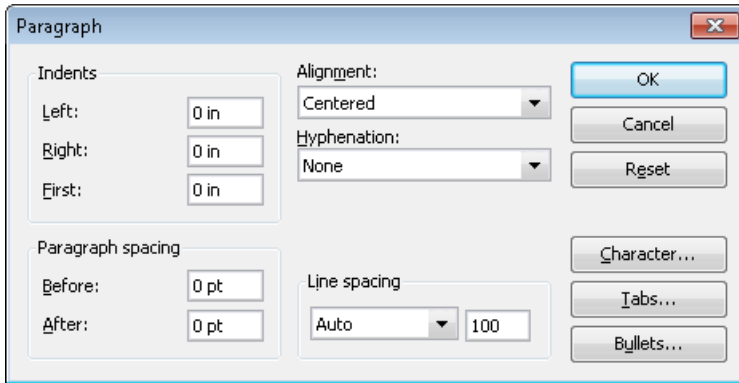 Paragraph
Indents
Left: 0 in
Right: 0 in
First: 0 in
Paragraph spacing
Before: 0 pt
After: 0 pt
Alignment:
Centered
Hyphenation:
None
Line spacing
Auto 100
OK
Cancel
Reset
Character...
Tabs...
Bullets...